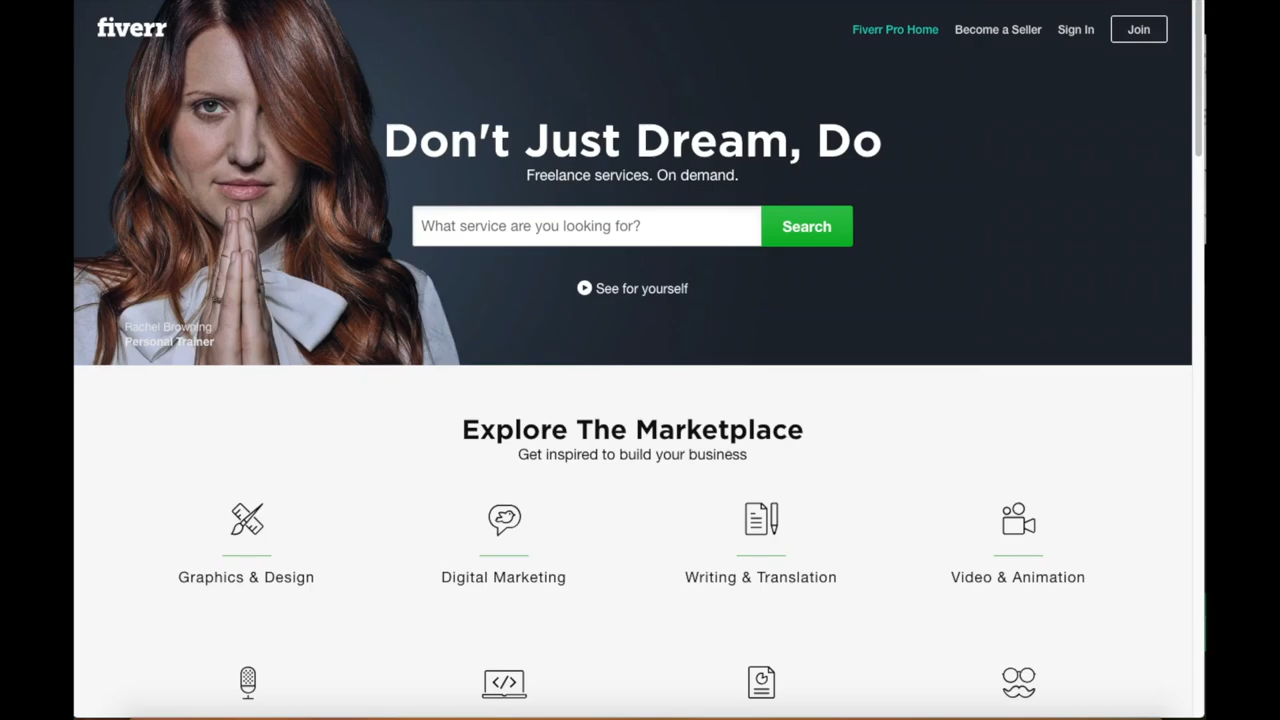 fiverr
Fiverr Pro Home
Become a Seller
Sign In
Join
Don't Just Dream, Do
Freelance services. On demand.
What service are you looking for?
Search
See for yourself
Rachel Browning
Personal Trainer
Explore The Marketplace
Get inspired to build your business
Graphics & Design
Digital Marketing
Writing & Translation
Video & Animation